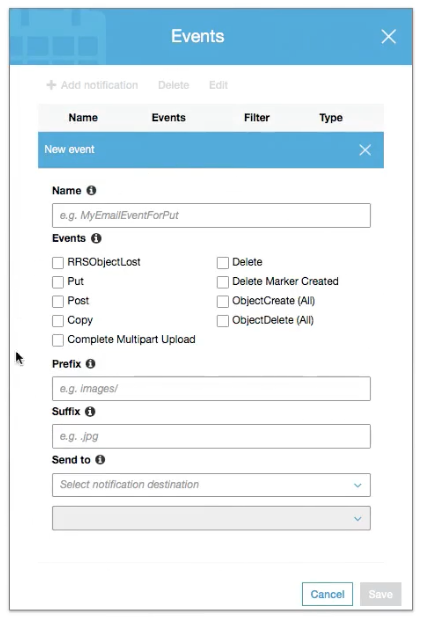 Events
Add notification Delete Edit
Name Events Filter Type
New event
Name
e.g. MyEmailEventForPut
Events
RRSObjectLost Delete
Put Delete Marker Created
Post ObjectCreate (All)
Copy ObjectDelete (All)
Complete Multipart Upload
Prefix
e.g. images/
Suffix
e.g. .jpg
Send to
Select notification destination
Cancel Save